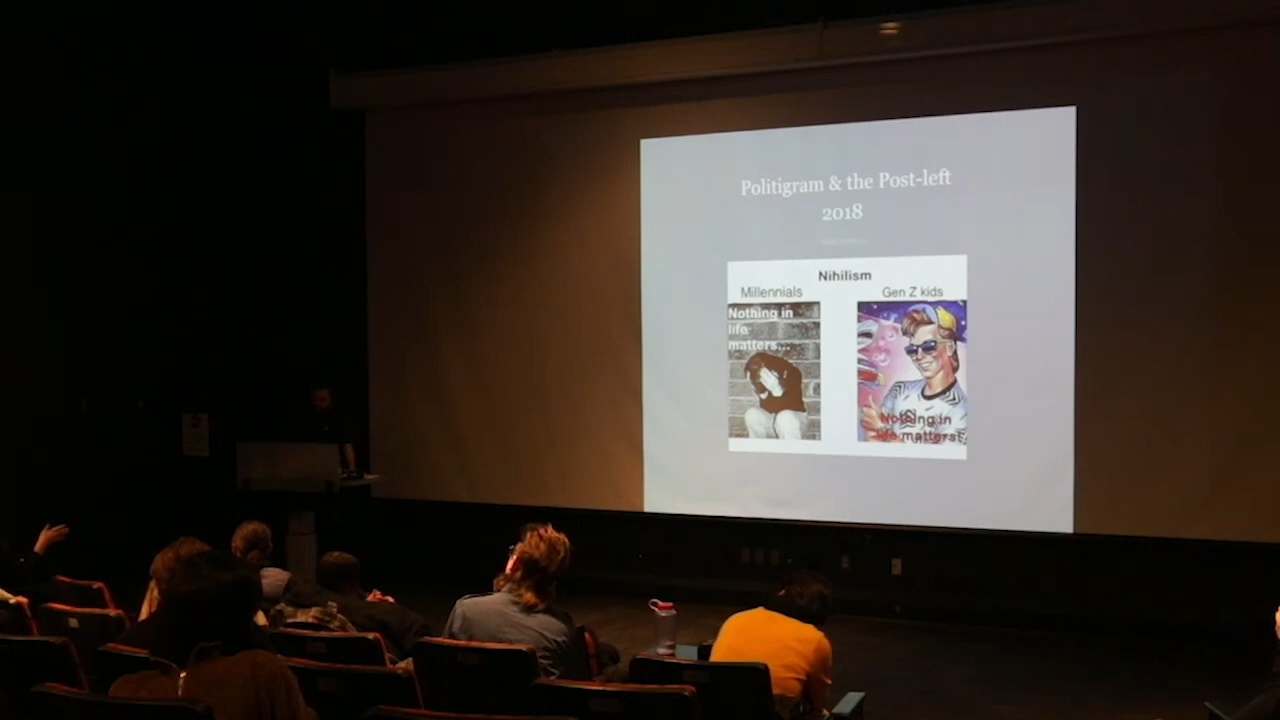 Politigram & the Post-left
2018
Nihilism
Millennials
Gen Z kids
Nothing in
life
matters...
Nothing in
life matters!